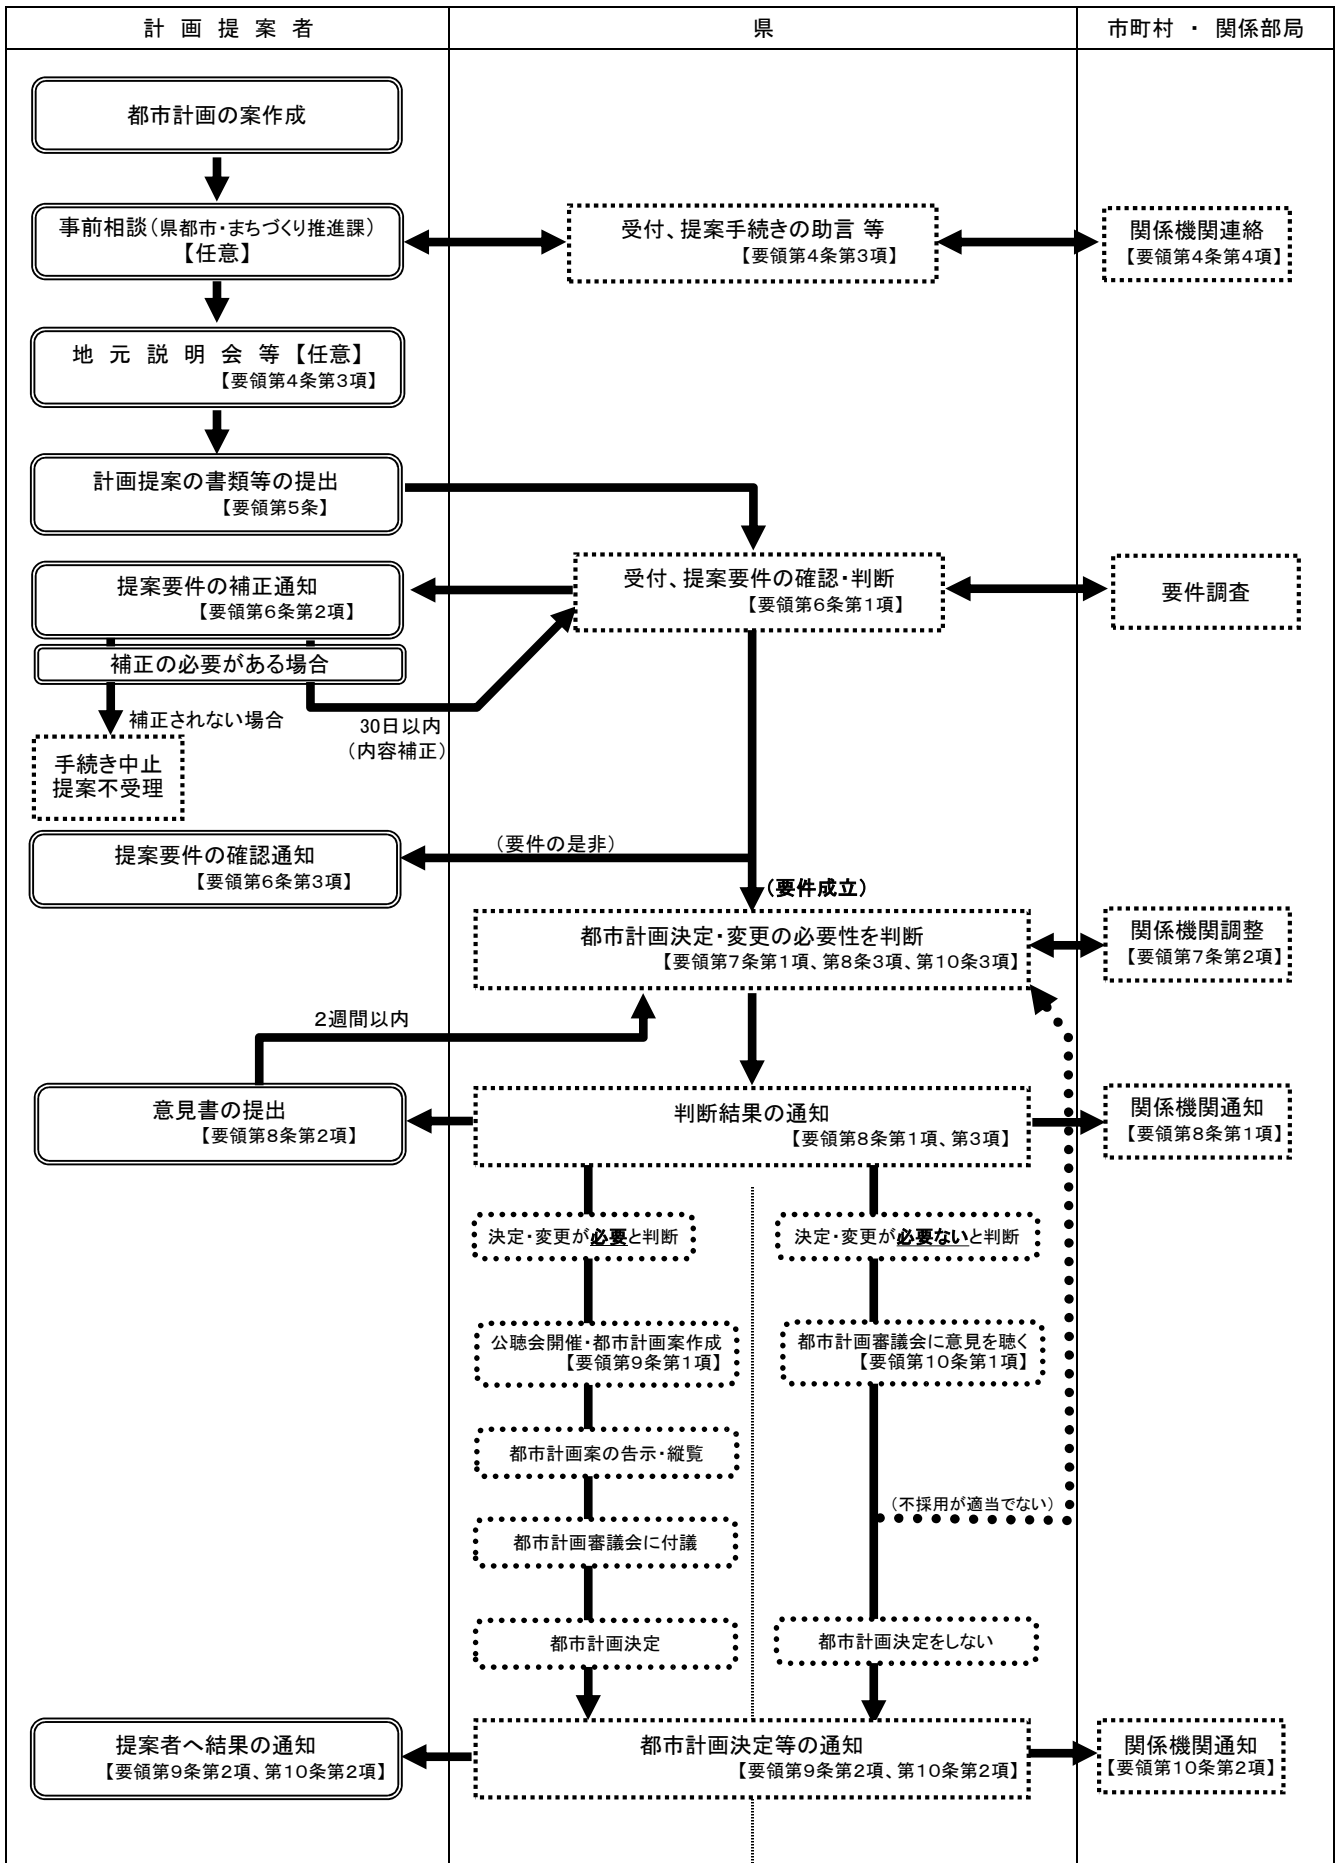 計 画 提 案 者
県
市町村 ・ 関係部局
都市計画の案作成
事前相談（県都市・まちづくり推進課）
【任意】
受付、提案手続きの助言 等
【要領第４条第３項】
関係機関連絡
【要領第４条第４項】
地 元 説 明 会 等 【任意】
【要領第４条第３項】
計画提案の書類等の提出
【要領第５条】
提案要件の補正通知
【要領第６条第２項】
受付、提案要件の確認・判断
【要領第６条第１項】
要件調査
補正の必要がある場合
補正されない場合
30日以内
（内容補正）
手続き中止
提案不受理
提案要件の確認通知
【要領第６条第３項】
（要件の是非）
（要件成立）
都市計画決定・変更の必要性を判断
【要領第７条第１項、第８条３項、第１０条３項】
関係機関調整
【要領第７条第２項】
２週間以内
意見書の提出
【要領第８条第２項】
判断結果の通知
【要領第８条第１項、第３項】
関係機関通知
【要領第８条第１項】
決定・変更が必要と判断
決定・変更が必要ないと判断
公聴会開催・都市計画案作成
【要領第９条第１項】
都市計画審議会に意見を聴く
【要領第１０条第１項】
都市計画案の告示・縦覧
（不採用が適当でない）
都市計画審議会に付議
都市計画決定
都市計画決定をしない
提案者へ結果の通知
【要領第９条第２項、第１０条第２項】
都市計画決定等の通知
【要領第９条第２項、第１０条第２項】
関係機関通知
【要領第１０条第２項】